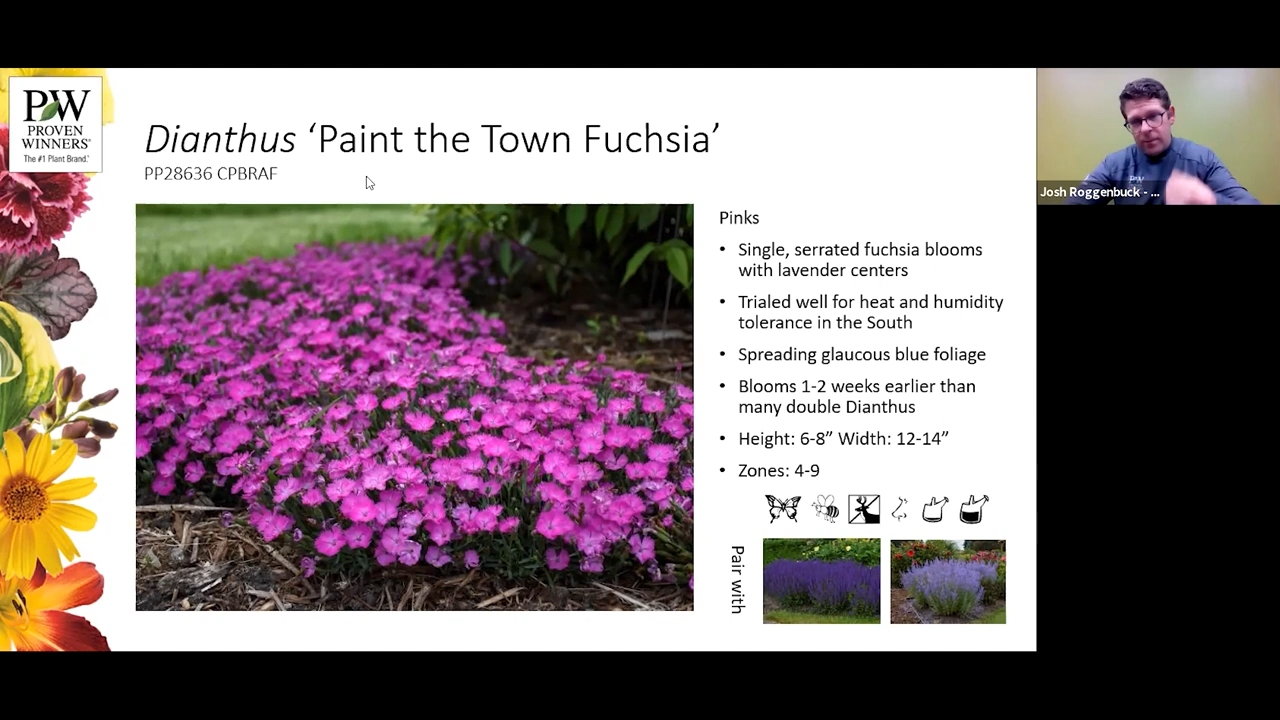 PW
PROVEN
WINNERS®
The #1 Plant Brand.
Dianthus ‘Paint the Town Fuchsia’
PP28636 CPBRAF
Josh Roggenbuck - ...
Pinks
• Single, serrated fuchsia blooms
with lavender centers
• Trialed well for heat and humidity
tolerance in the South
• Spreading glaucous blue foliage
• Blooms 1-2 weeks earlier than
many double Dianthus
• Height: 6-8” Width: 12-14”
• Zones: 4-9
Pair with